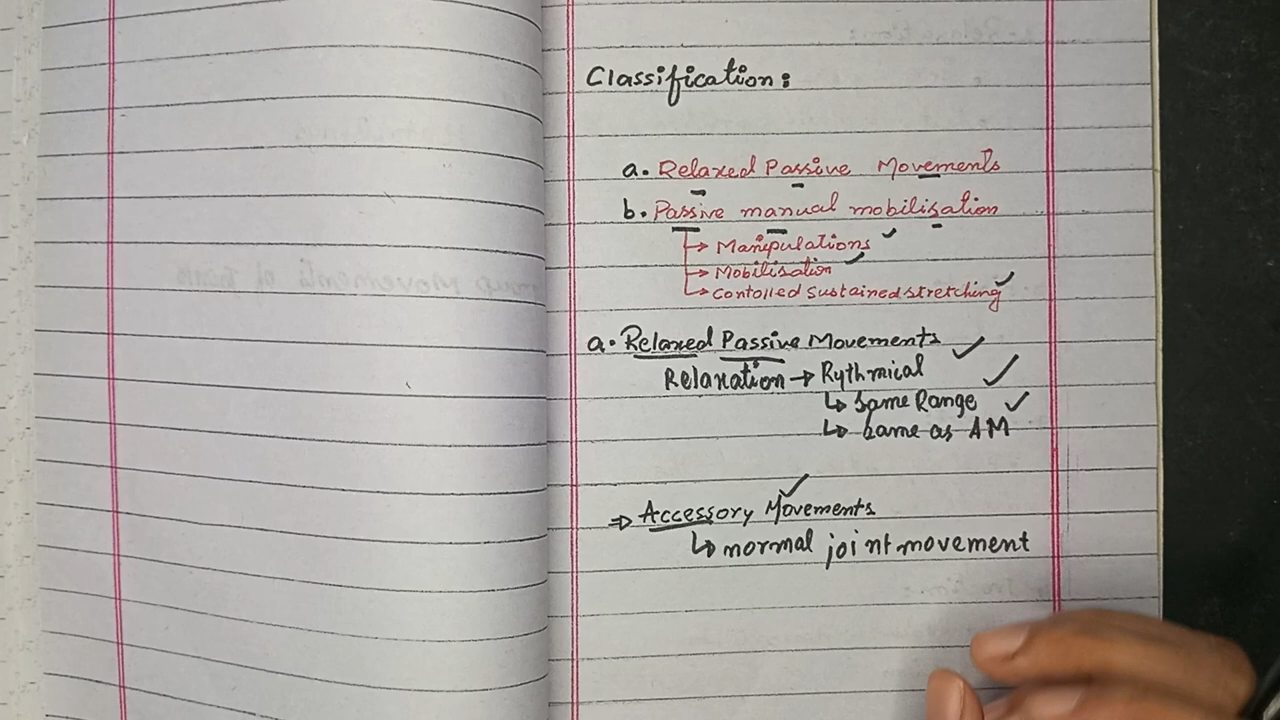 Classification:
a. Relaxed Passive Movements
b. Passive manual mobilisation
→ Manipulations ✓
→ Mobilisation ✓
→ Contolled sustained stretching ✓
a. Relaxed Passive Movements ✓
Relaxation → Rythmical ✓
↳ Same Range ✓
↳ Same as AM
⇒ Accessory Movements ✓
↳ normal joint movement